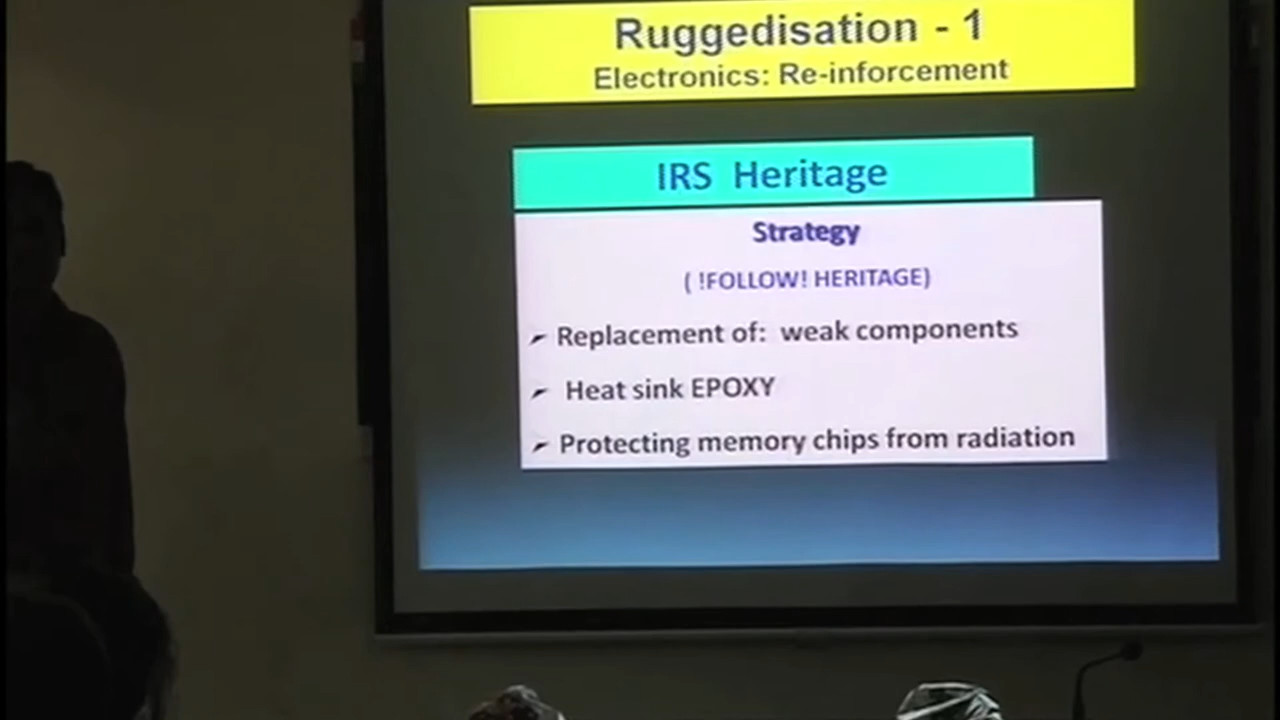 Ruggedisation - 1
Electronics: Re-inforcement
IRS Heritage
Strategy
( !FOLLOW! HERITAGE)
➢ Replacement of: weak components
➢ Heat sink EPOXY
➢ Protecting memory chips from radiation